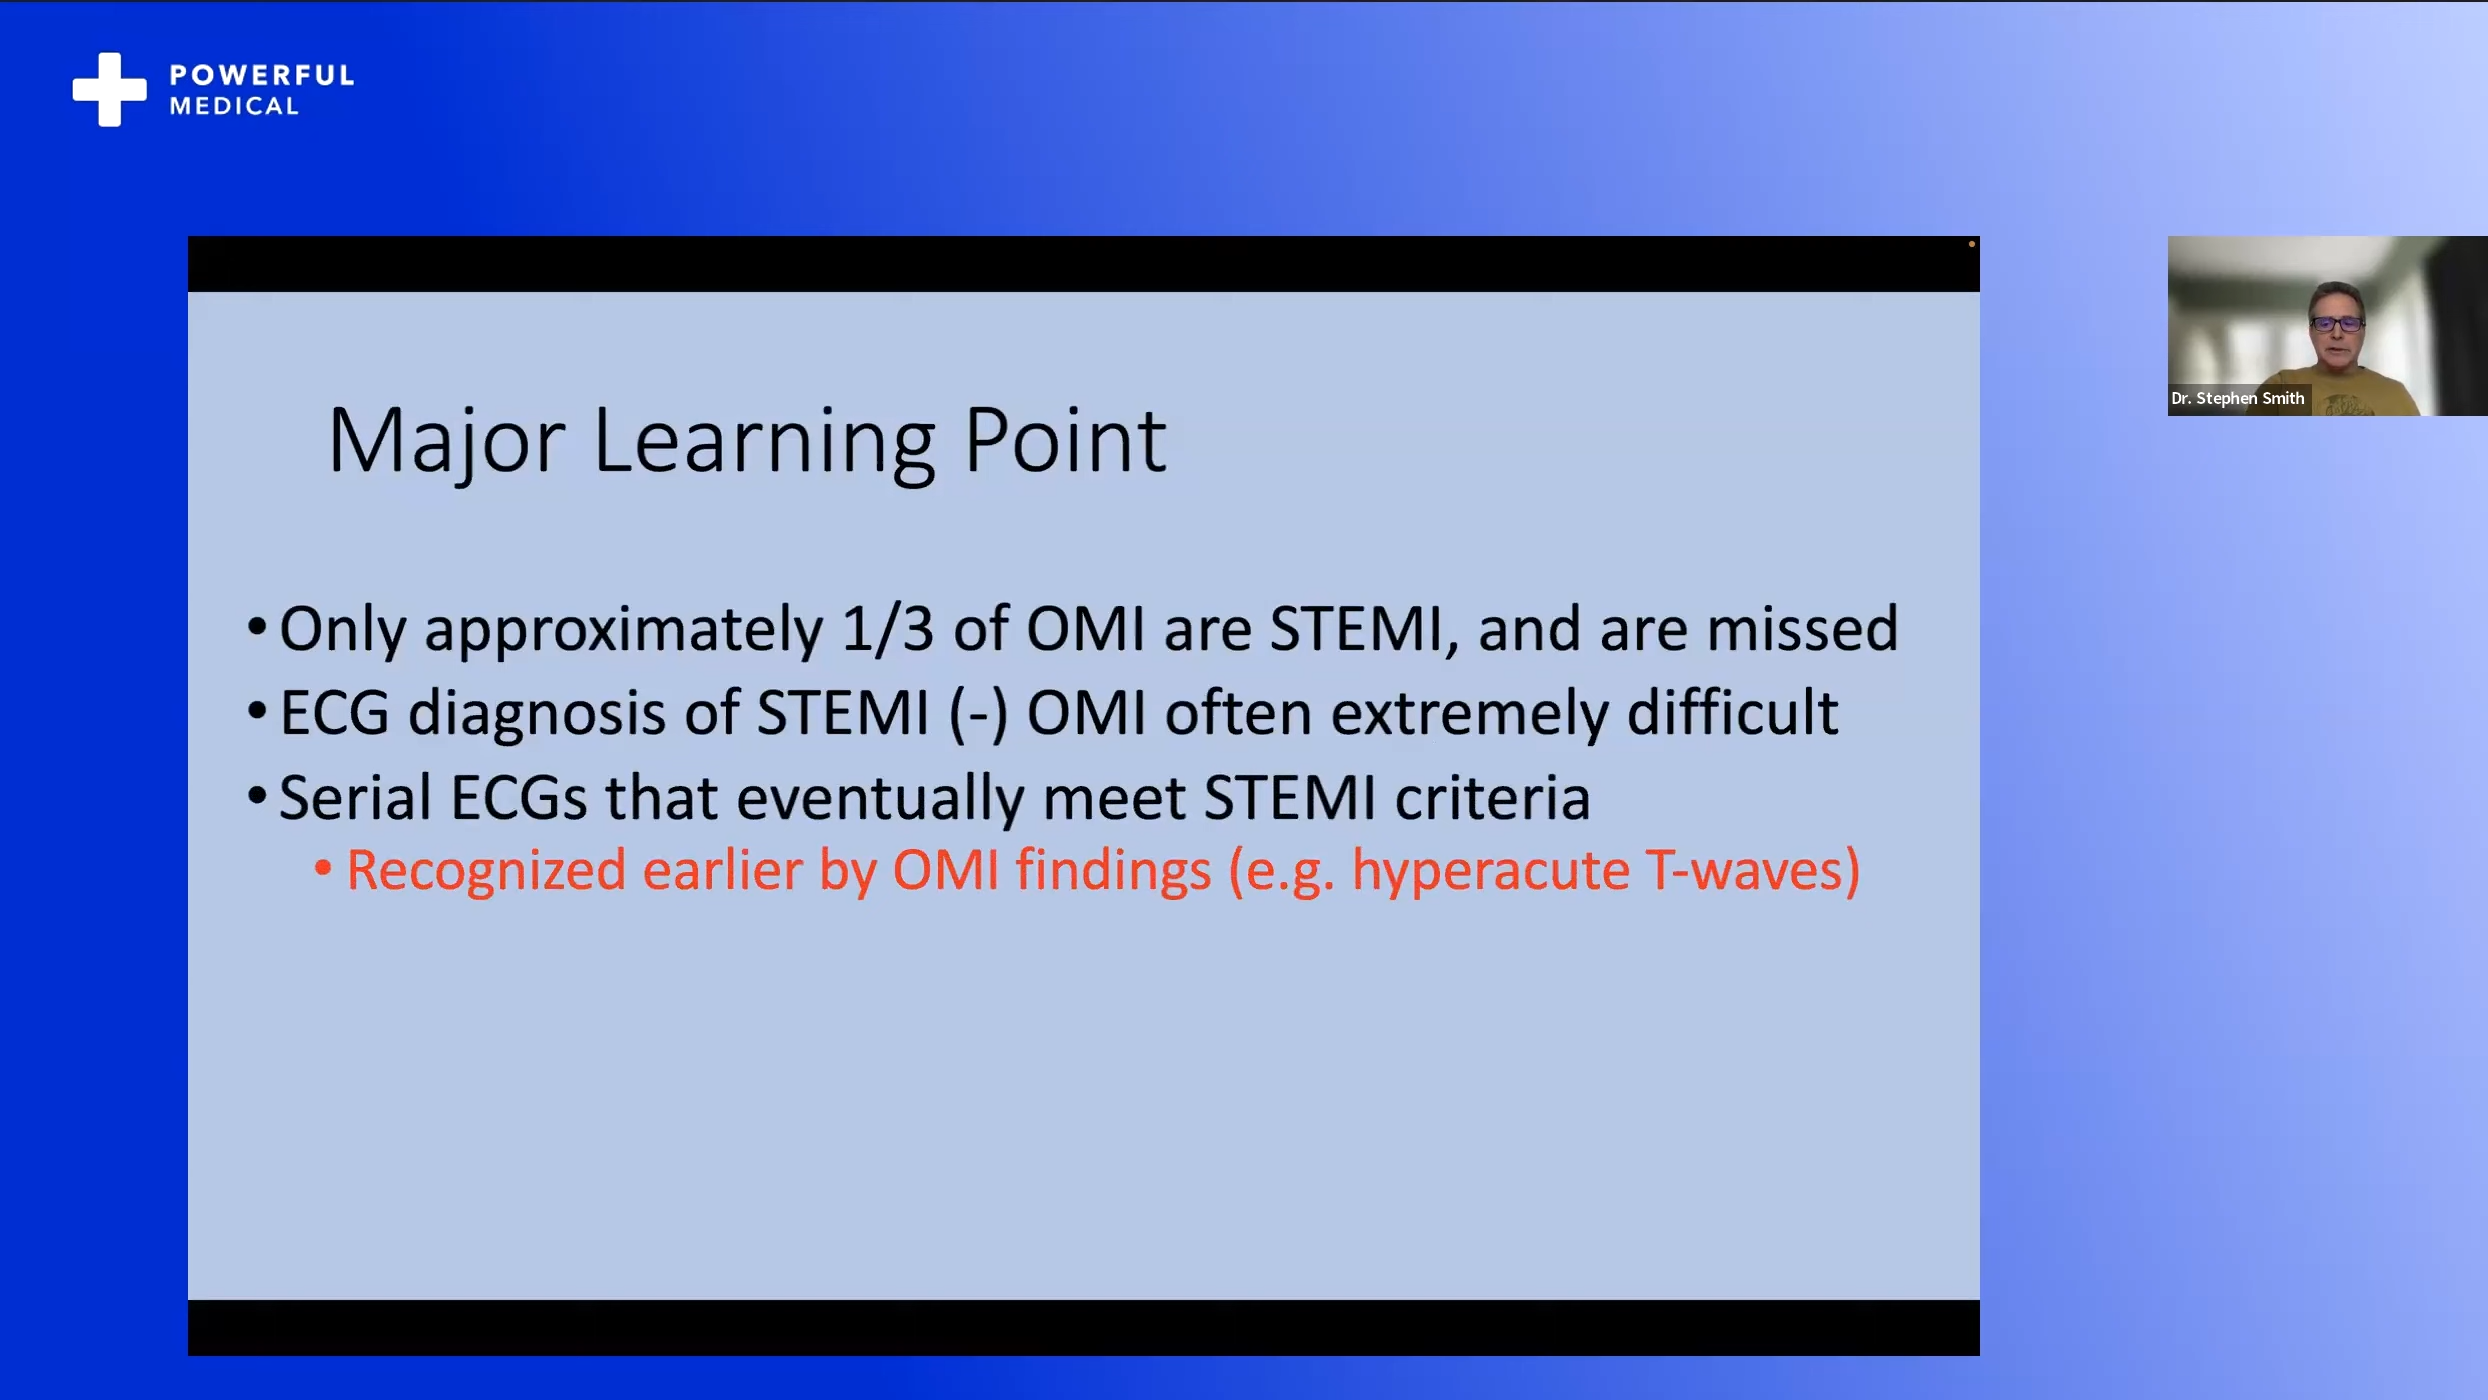 POWERFUL
MEDICAL
Major Learning Point
• Only approximately 1/3 of OMI are STEMI, and are missed
• ECG diagnosis of STEMI (-) OMI often extremely difficult
• Serial ECGs that eventually meet STEMI criteria
• Recognized earlier by OMI findings (e.g. hyperacute T-waves)
Dr. Stephen Smith